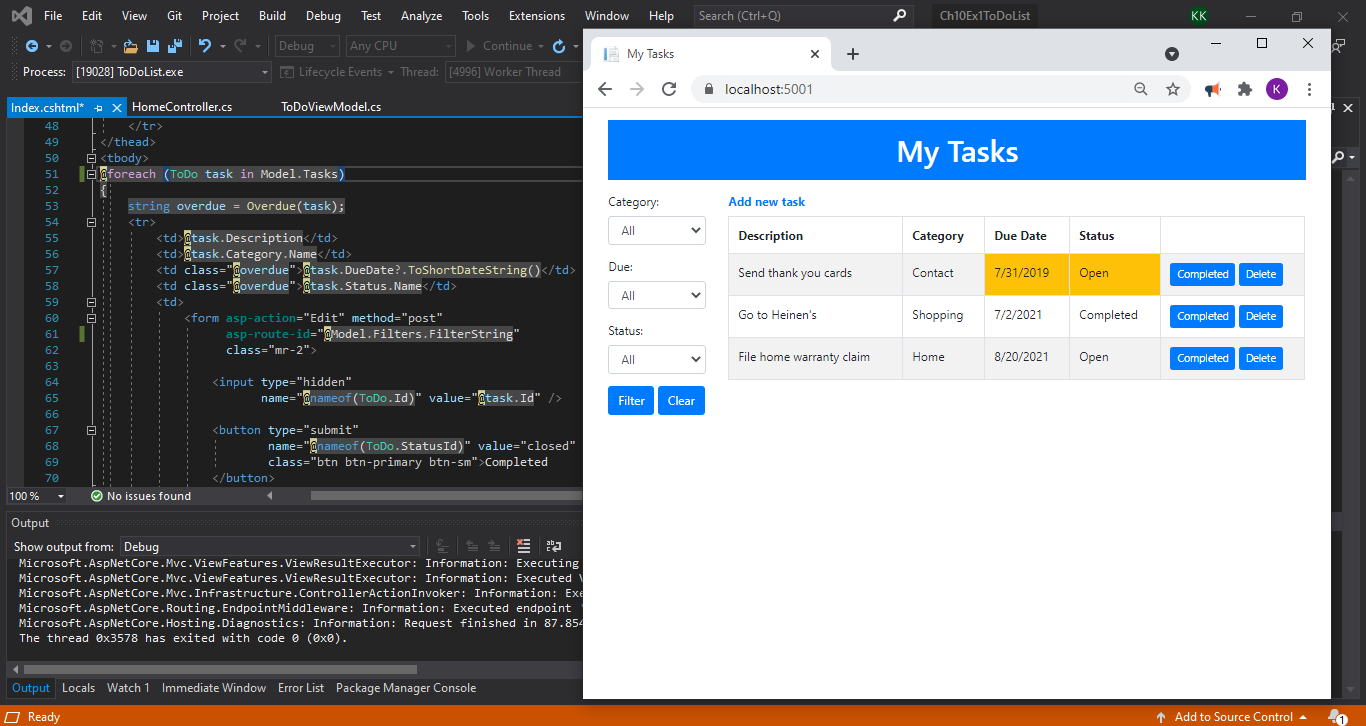 File Edit View Git Project Build Debug Test Analyze Tools Extensions Window Help Search (Ctrl+Q) Ch10Ex1ToDoList KK
Debug Any CPU Continue
Process: [19028] ToDoList.exe Lifecycle Events Thread: [4996] Worker Thread
Index.cshtml* HomeController.cs ToDoViewModel.cs
48 </tr>
49 </thead>
50 <tbody>
51 @foreach (ToDo task in Model.Tasks)
52 {
53 string overdue = Overdue(task);
54 <tr>
55 <td>@task.Description</td>
56 <td>@task.Category.Name</td>
57 <td class="@overdue">@task.DueDate?.ToShortDateString()</td>
58 <td class="@overdue">@task.Status.Name</td>
59 <td>
60 <form asp-action="Edit" method="post"
61 asp-route-id="@Model.Filters.FilterString"
62 class="mr-2">
63
64 <input type="hidden"
65 name="@nameof(ToDo.Id)" value="@task.Id" />
66
67 <button type="submit"
68 name="@nameof(ToDo.StatusId)" value="closed"
69 class="btn btn-primary btn-sm">Completed
70 </button>
100 % No issues found
Output
Show output from: Debug
Microsoft.AspNetCore.Mvc.ViewFeatures.ViewResultExecutor: Information: Executing
Microsoft.AspNetCore.Mvc.ViewFeatures.ViewResultExecutor: Information: Executed
Microsoft.AspNetCore.Mvc.Infrastructure.ControllerActionInvoker: Information: Exe
Microsoft.AspNetCore.Routing.EndpointMiddleware: Information: Executed endpoint '
Microsoft.AspNetCore.Hosting.Diagnostics: Information: Request finished in 87.854
The thread 0x3578 has exited with code 0 (0x0).
Output Locals Watch 1 Immediate Window Error List Package Manager Console
Ready Add to Source Control 1
My Tasks
localhost:5001 K
My Tasks
Category:
All
Due:
All
Status:
All
Filter Clear
Add new task
Description Category Due Date Status
Send thank you cards Contact 7/31/2019 Open Completed Delete
Go to Heinen's Shopping 7/2/2021 Completed Completed Delete
File home warranty claim Home 8/20/2021 Open Completed Delete